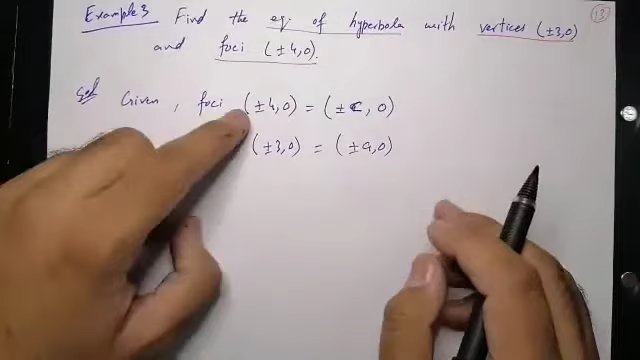 Example 3 Find the eq. of hyperbola with vertices (±3,0)
and foci (±4,0).
13
Sol Given, foci (±4,0) = (±c, 0)
(±3,0) = (±a,0)